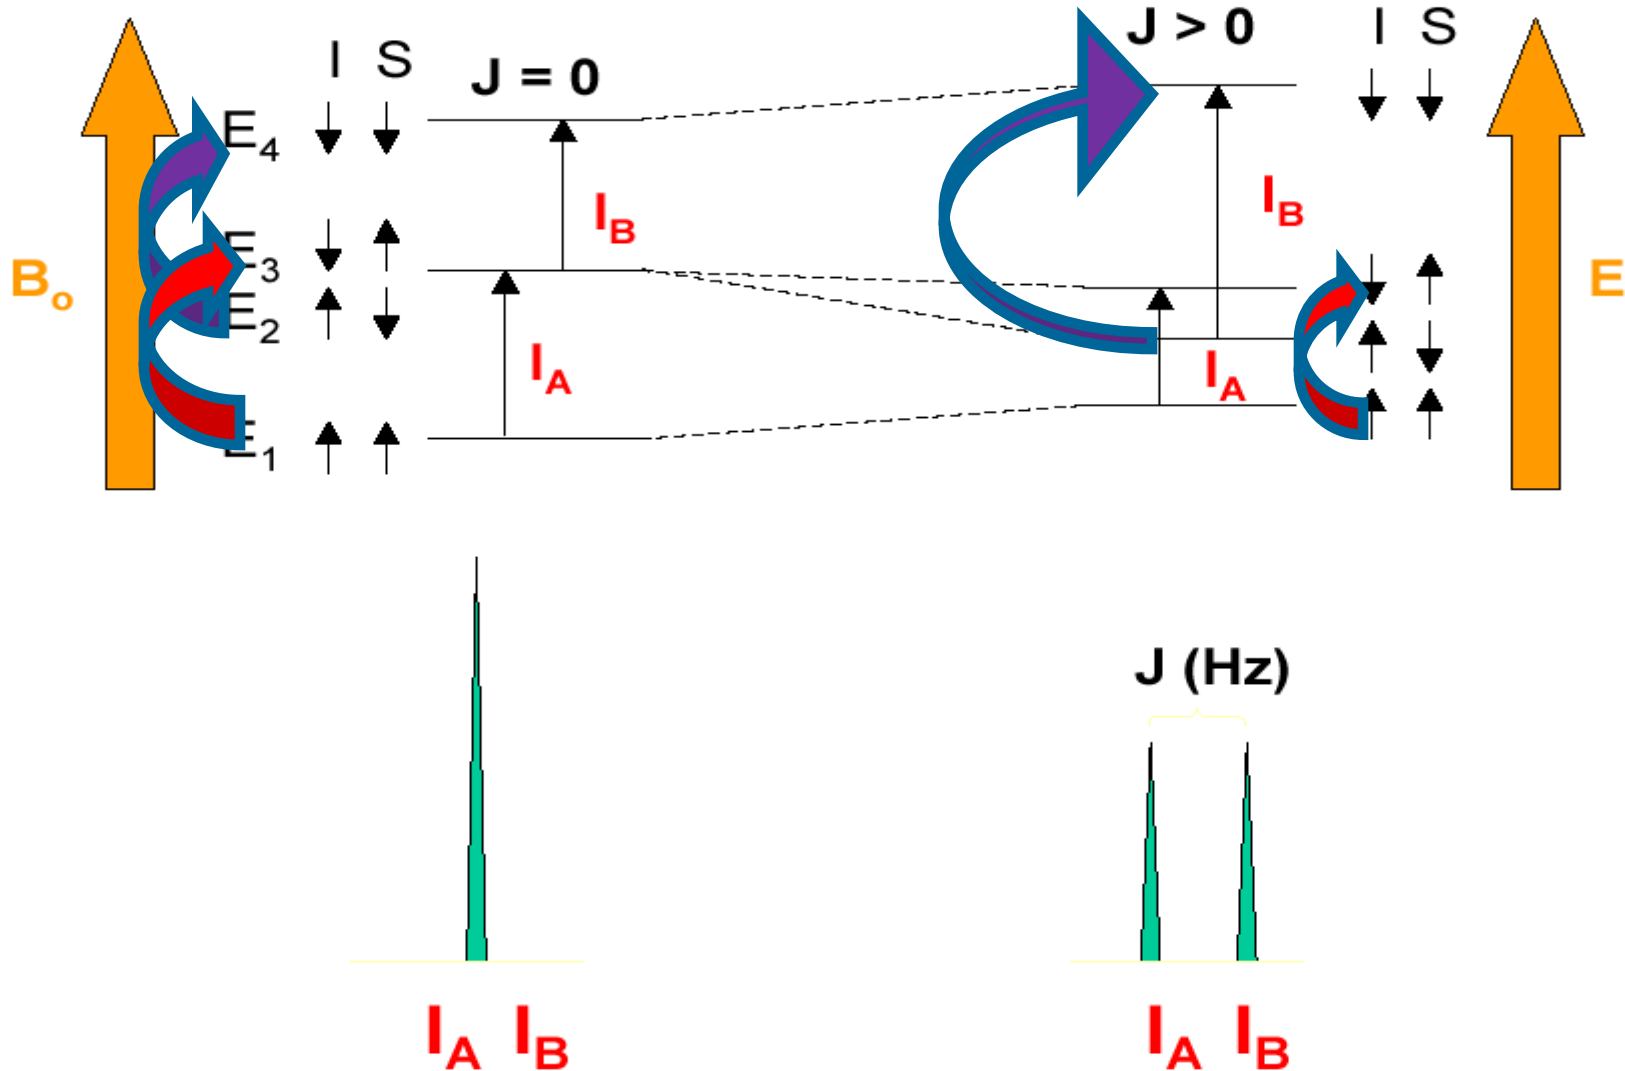 I S
J = 0
J > 0
I S
E4
E3
E2
E1
Bo
E
IB
IA
IB
IA
J (Hz)
IA IB
IA IB